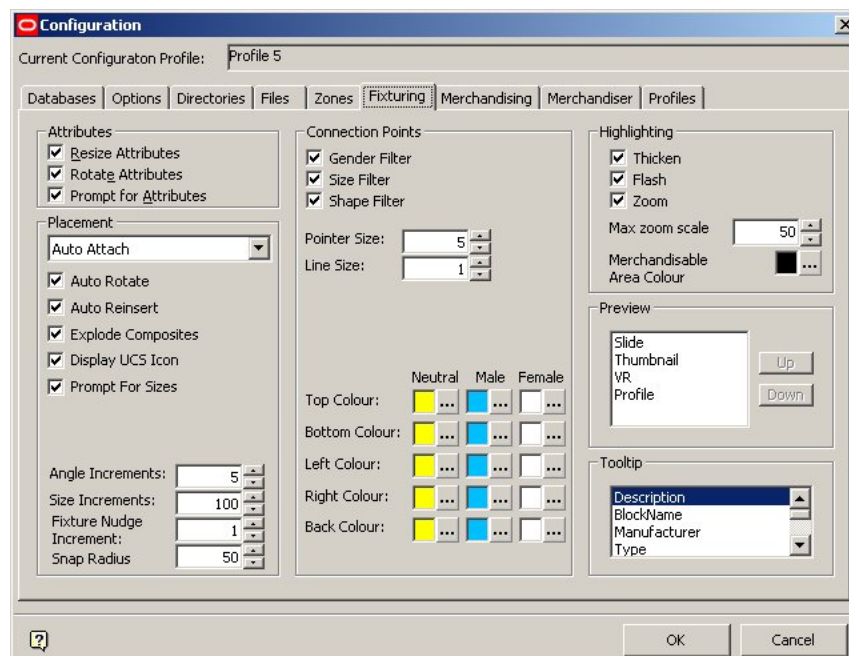 Configuration
Current Configuraton Profile: Profile 5
Databases Options Directories Files Zones Fixturing Merchandising Merchandiser Profiles
Attributes
Resize Attributes
Rotate Attributes
Prompt for Attributes
Placement
Auto Attach
Auto Rotate
Auto Reinsert
Explode Composites
Display UCS Icon
Prompt For Sizes
Angle Increments: 5
Size Increments: 100
Fixture Nudge
Increment: 1
Snap Radius 50
Connection Points
Gender Filter
Size Filter
Shape Filter
Pointer Size: 5
Line Size: 1
Neutral Male Female
Top Colour: ... ... ...
Bottom Colour: ... ... ...
Left Colour: ... ... ...
Right Colour: ... ... ...
Back Colour: ... ... ...
Highlighting
Thicken
Flash
Zoom
Max zoom scale 50
Merchandisable
Area Colour ...
Preview
Slide
Thumbnail
VR
Profile
Up
Down
Tooltip
Description
BlockName
Manufacturer
Type
?
OK Cancel